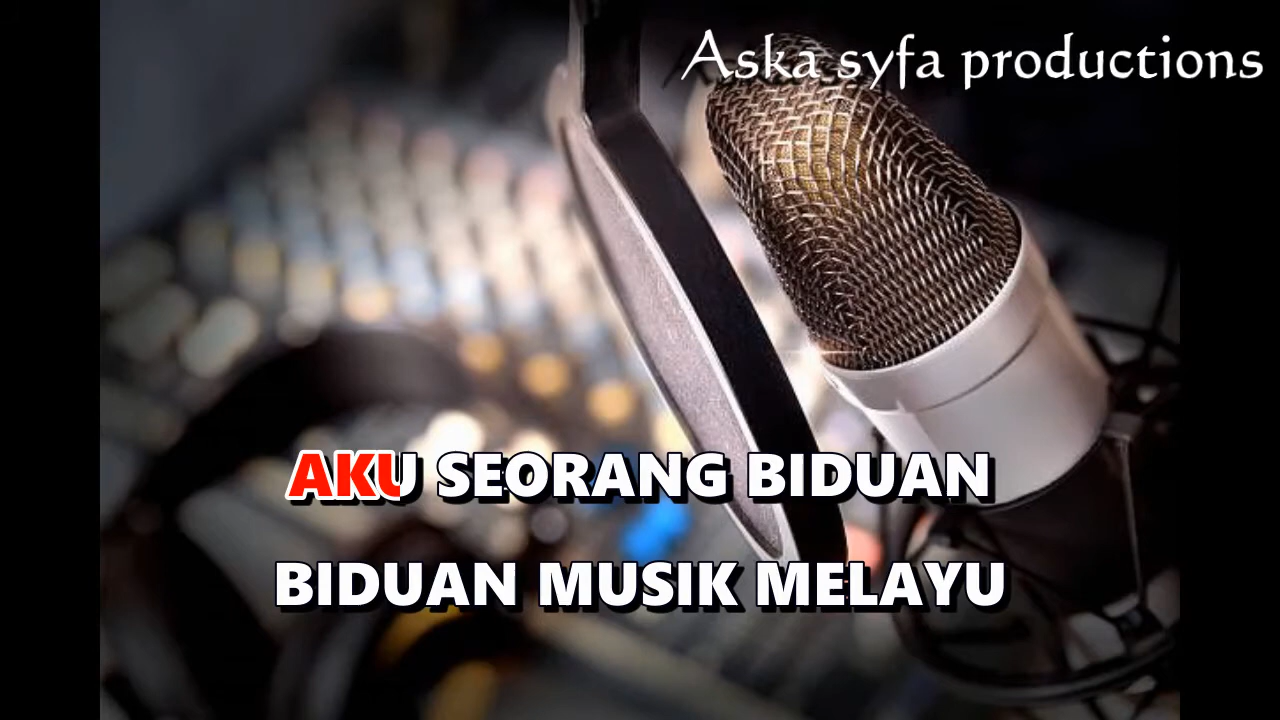 Aska syfa productions
AKU SEORANG BIDUAN
BIDUAN MUSIK MELAYU